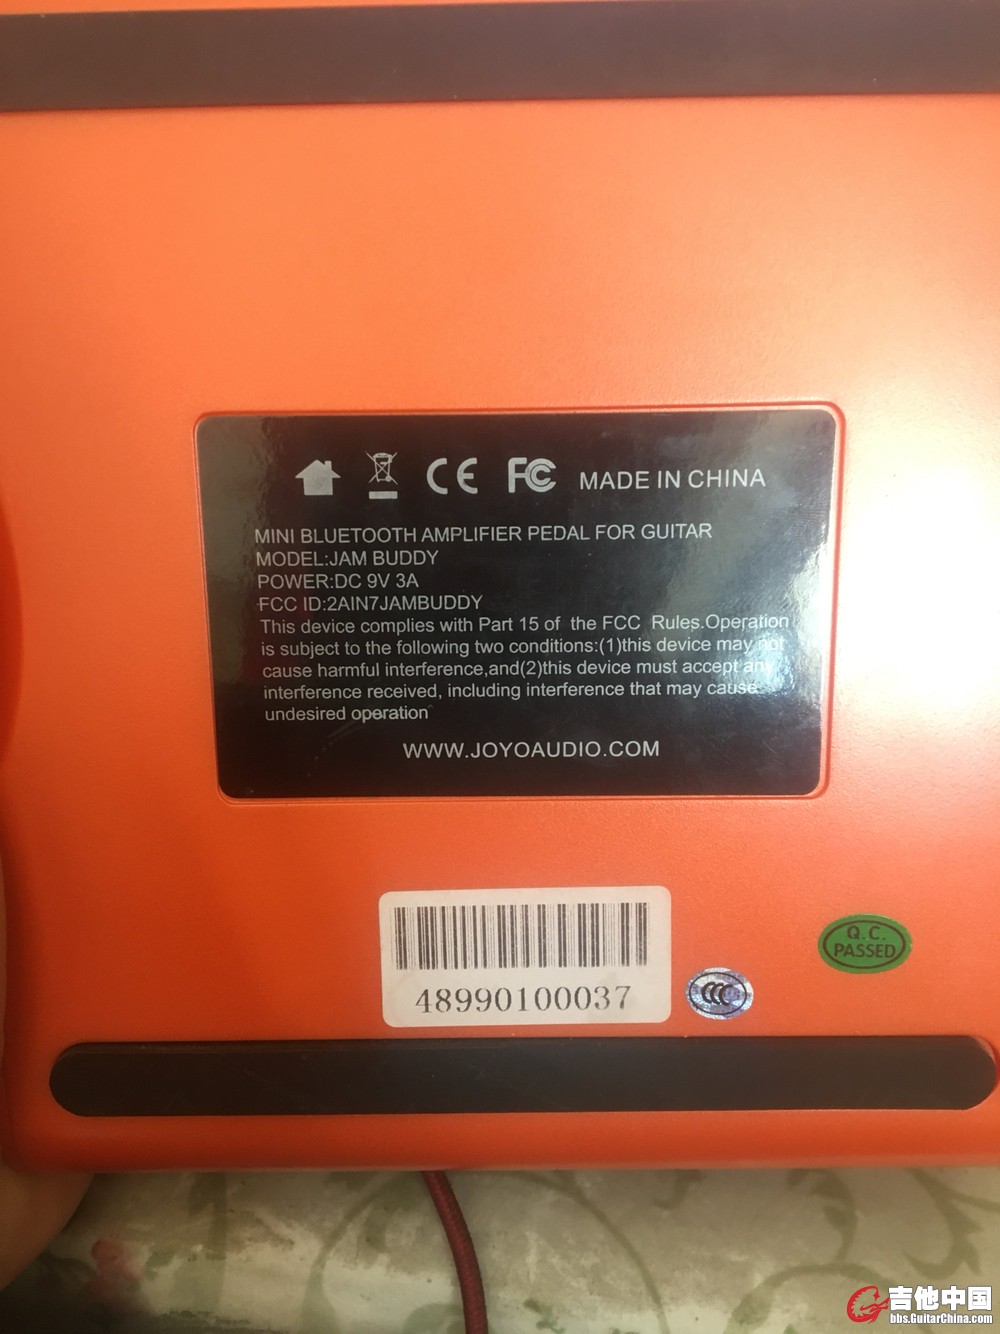 CE FC MADE IN CHINA
MINI BLUETOOTH AMPLIFIER PEDAL FOR GUITAR
MODEL:JAM BUDDY
POWER:DC 9V 3A
FCC ID:2AIN7JAMBUDDY
This device complies with Part 15 of the FCC Rules.Operation
is subject to the following two conditions:(1)this device may not
cause harmful interference,and(2)this device must accept any
interference received, including interference that may cause
undesired operation
WWW.JOYOAUDIO.COM
Q.C.
PASSED
48990100037
CCC
吉他中国
bbs.GuitarChina.com